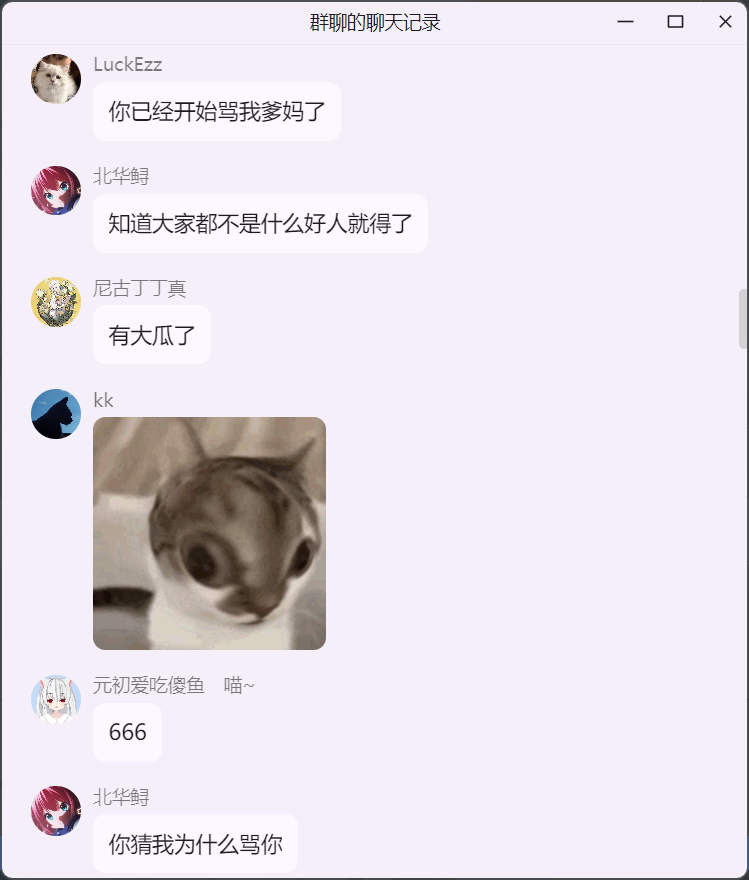 群聊的聊天记录
LuckEzz
你已经开始骂我爹妈了
北华鲟
知道大家都不是什么好人就得了
尼古丁丁真
有大瓜了
kk
元初爱吃傻鱼　喵~
666
北华鲟
你猜我为什么骂你